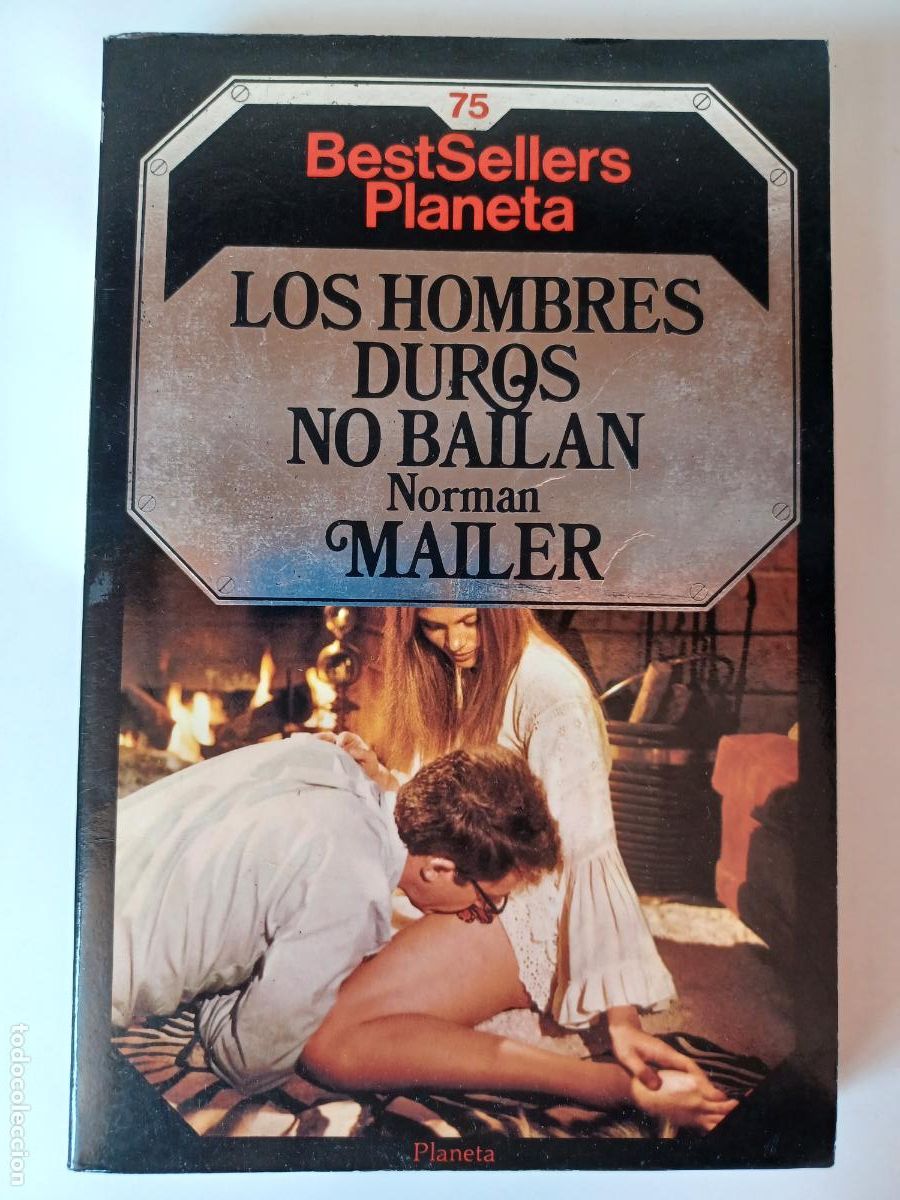 75
BestSellers
Planeta
LOS HOMBRES
DUROS
NO BAILAN
Norman
MAILER
Planeta
todocoleccion